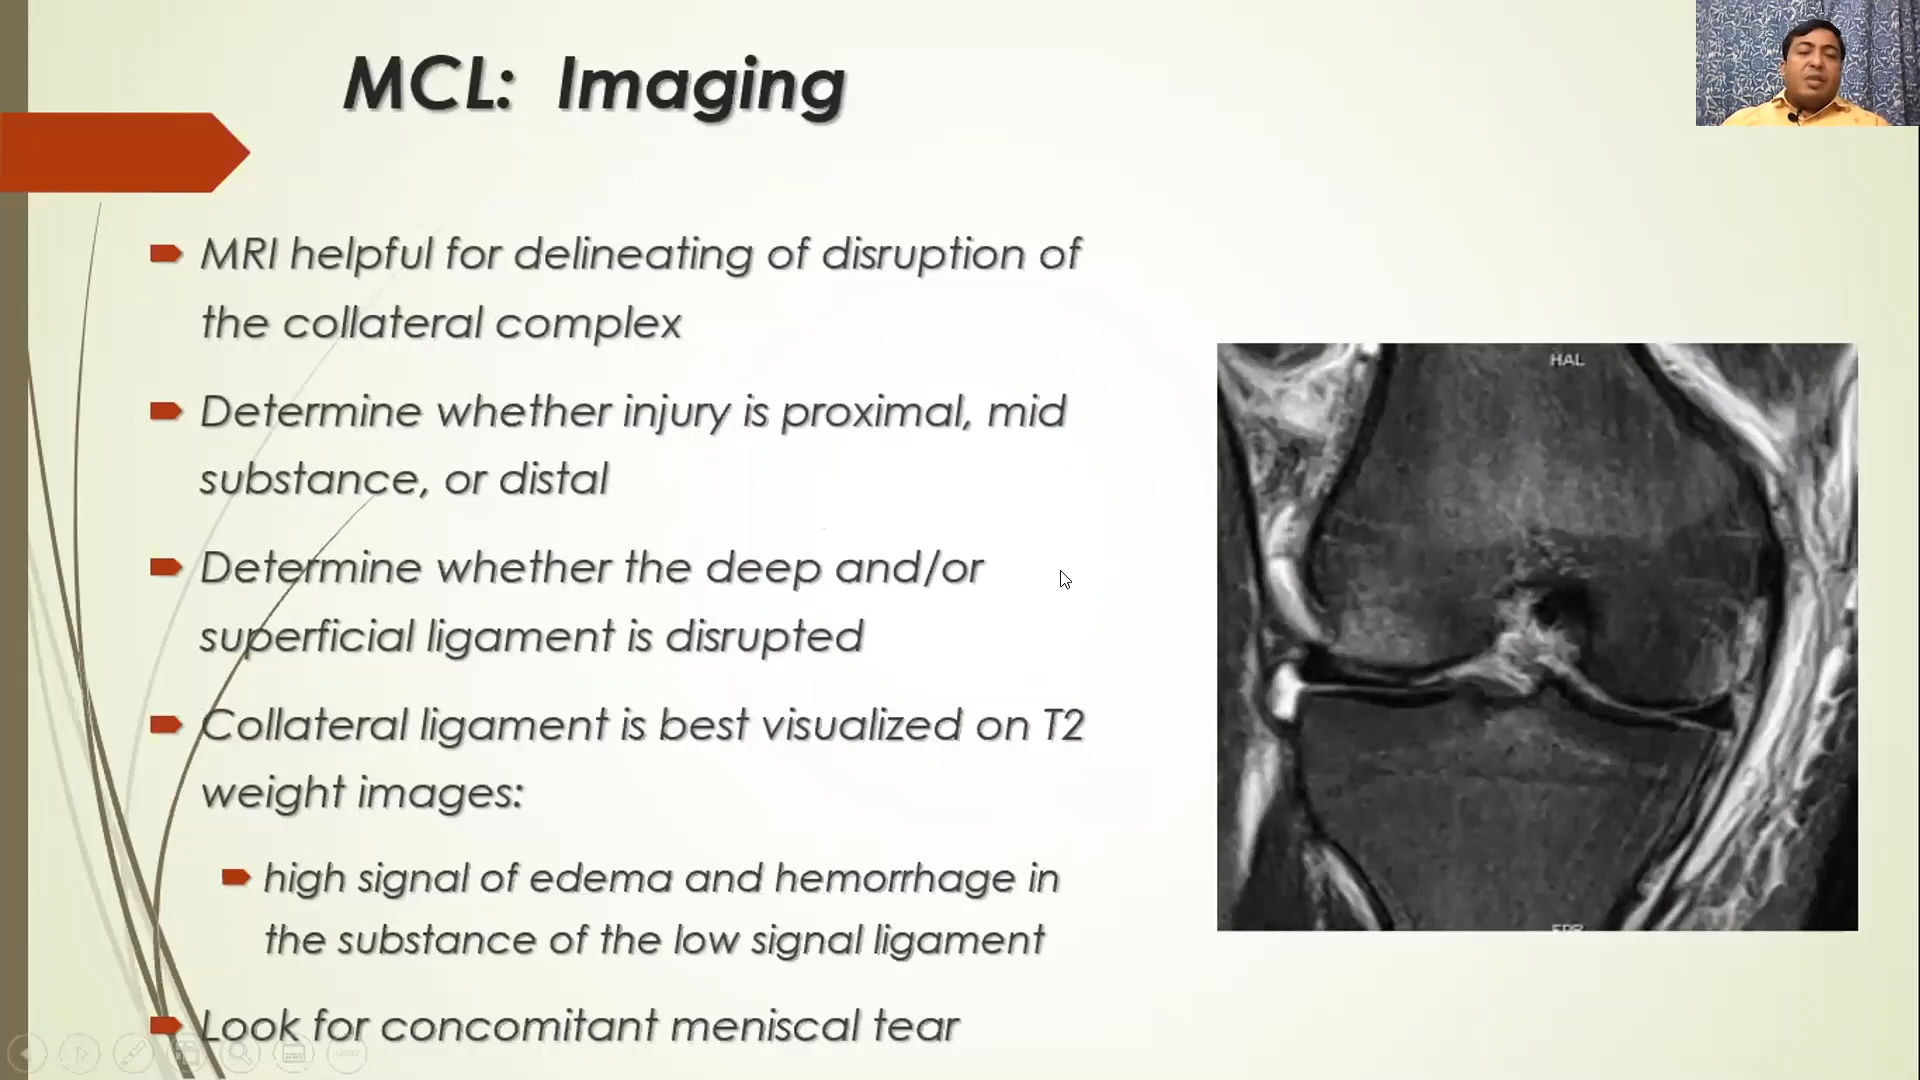 MCL: Imaging
MRI helpful for delineating of disruption of
the collateral complex
Determine whether injury is proximal, mid
substance, or distal
Determine whether the deep and/or
superficial ligament is disrupted
Collateral ligament is best visualized on T2
weight images:
high signal of edema and hemorrhage in
the substance of the low signal ligament
Look for concomitant meniscal tear
HAL